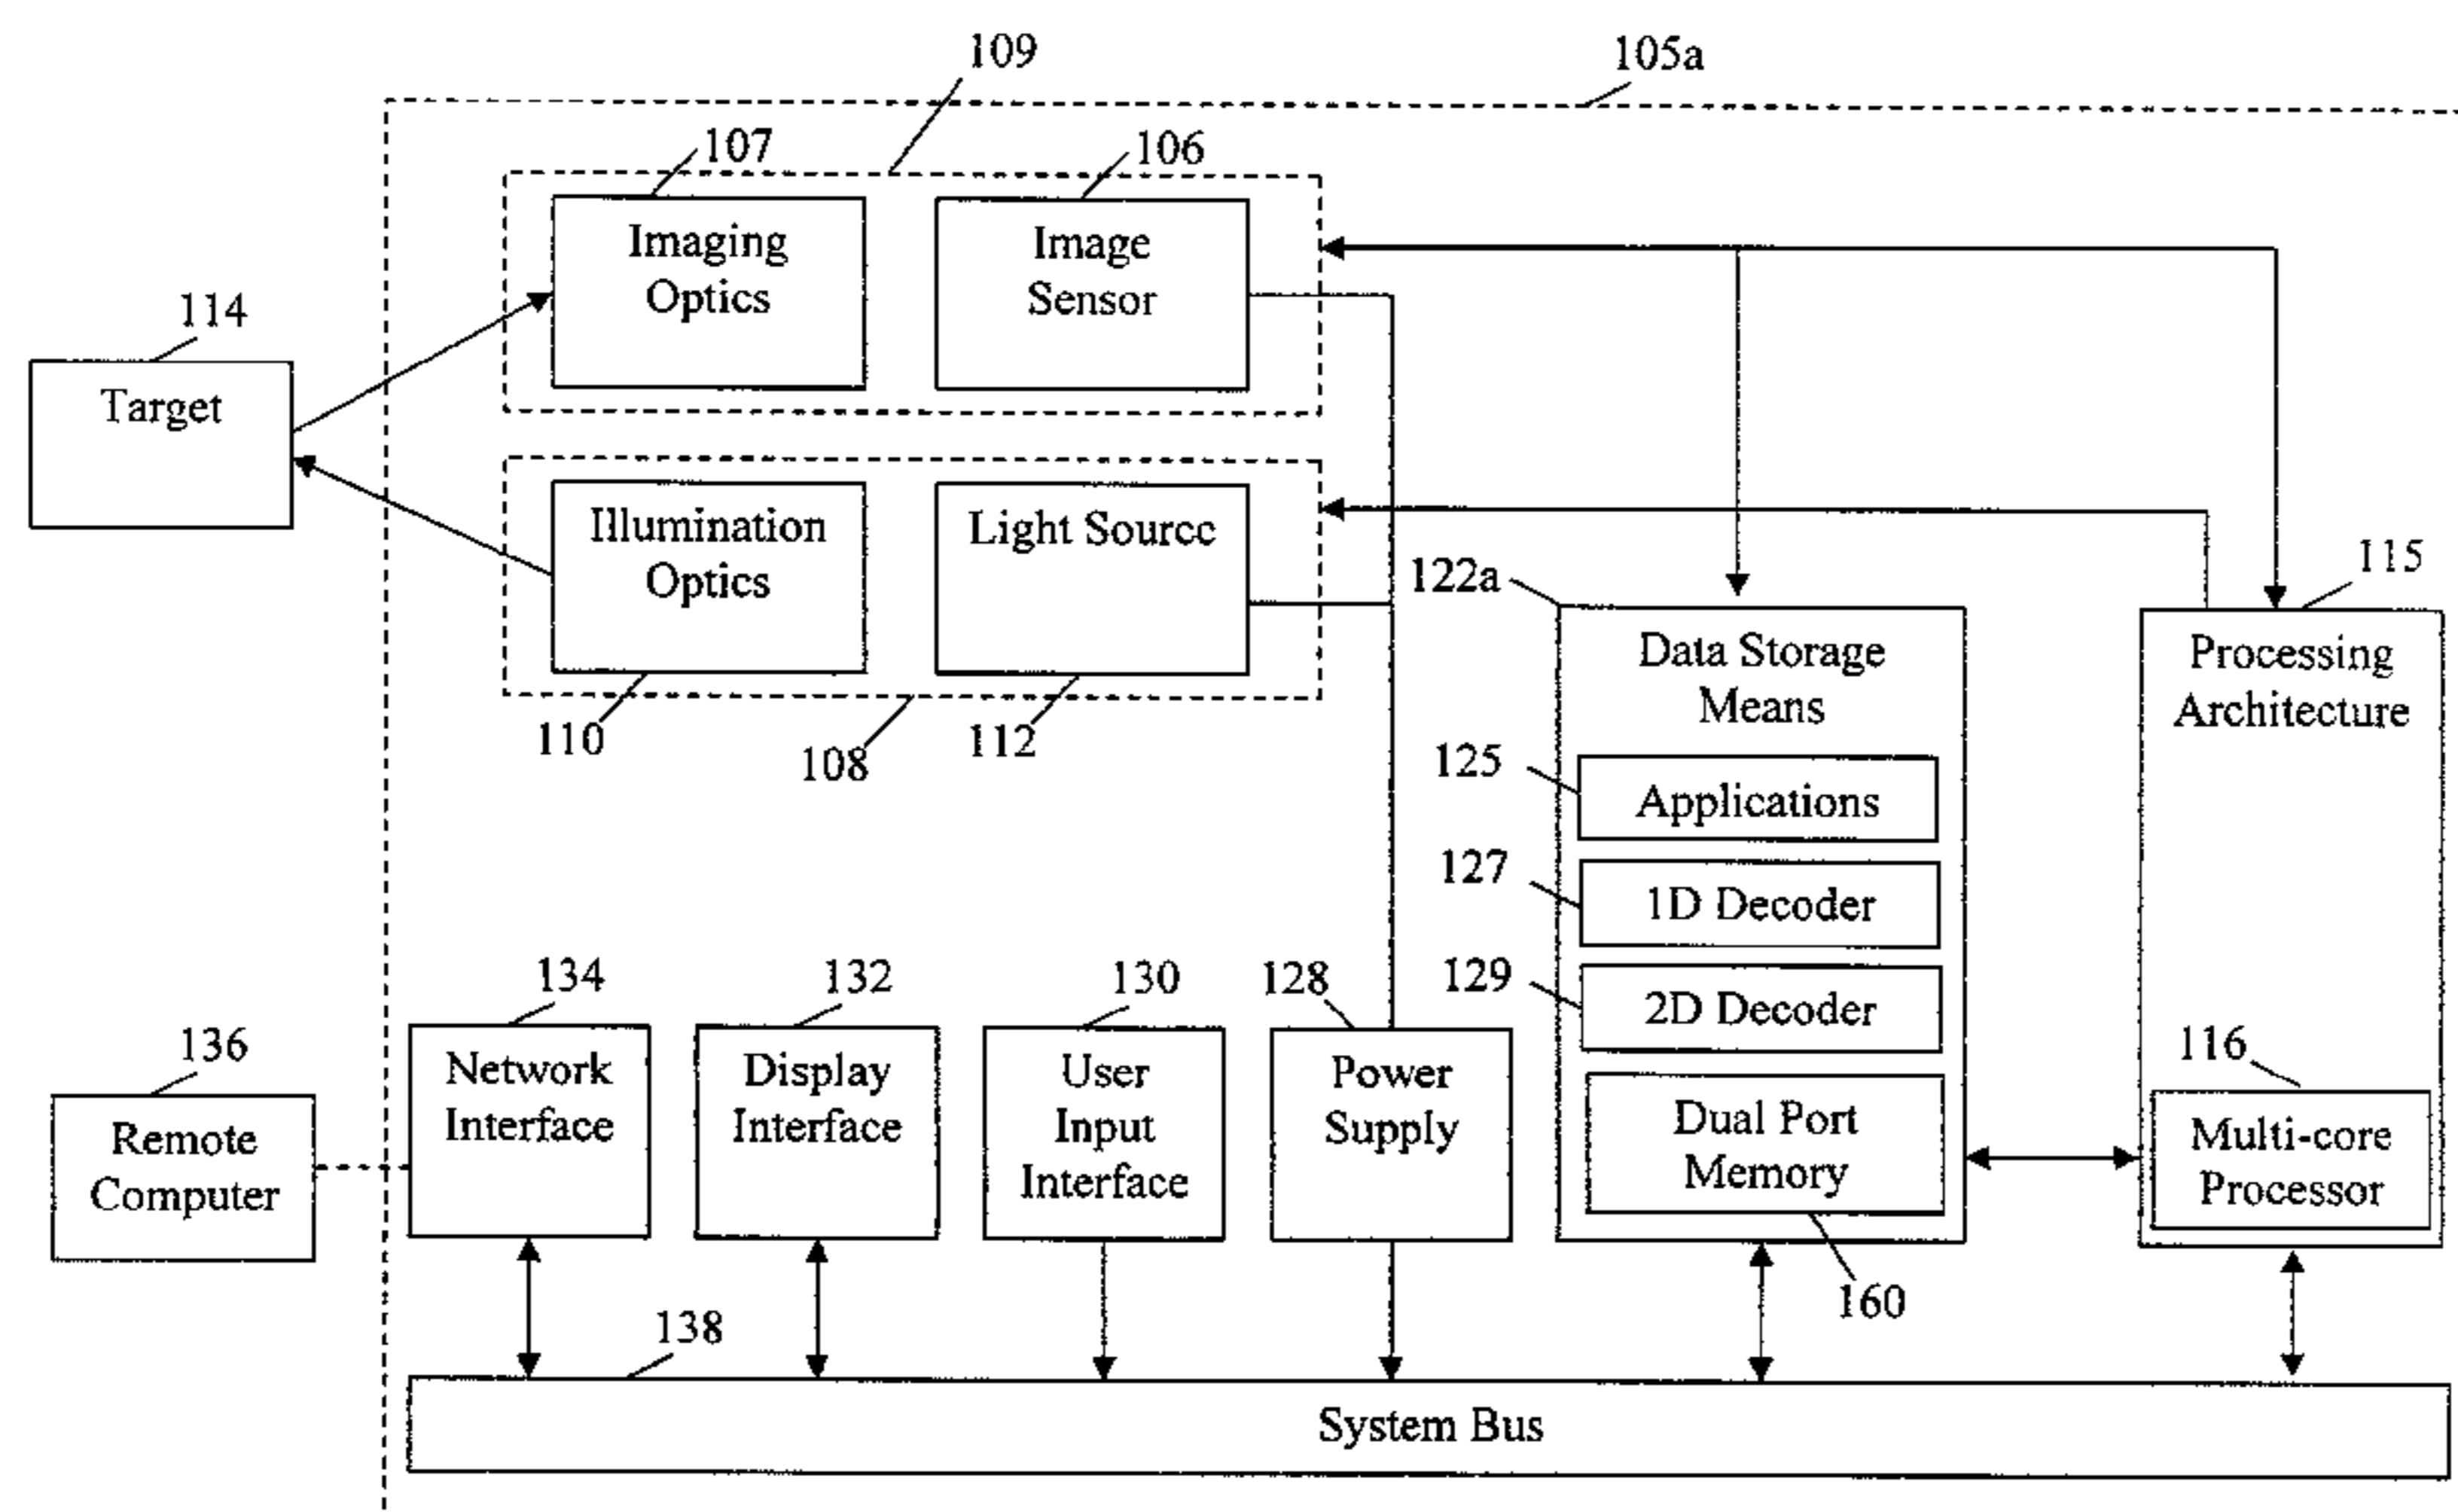 109
105a
107
106
Imaging
Optics
Image
Sensor
114
Target
Illumination
Optics
Light Source
122a
115
Data Storage
Means
Processing
Architecture
110
108
112
125
Applications
127
1D Decoder
134
132
130
128
129
2D Decoder
136
Network
Interface
Display
Interface
User
Input
Interface
Power
Supply
116
Remote
Computer
Dual Port
Memory
Multi-core
Processor
160
138
System Bus